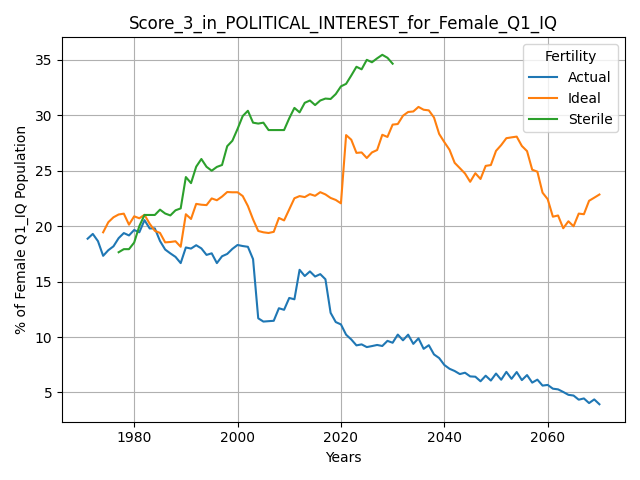 Score_3_in_POLITICAL_INTEREST_for_Female_Q1_IQ
Fertility
Actual
Ideal
Sterile
% of Female Q1_IQ Population
35
30
25
20
15
10
5
1980
2000
2020
2040
2060
Years